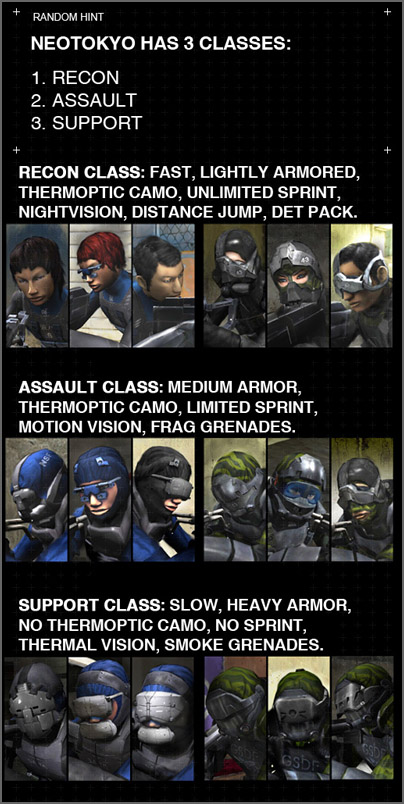 RANDOM HINT
NEOTOKYO HAS 3 CLASSES:
1. RECON
2. ASSAULT
3. SUPPORT
RECON CLASS: FAST, LIGHTLY ARMORED,
THERMOPTIC CAMO, UNLIMITED SPRINT,
NIGHTVISION, DISTANCE JUMP, DET PACK.
ASSAULT CLASS: MEDIUM ARMOR,
THERMOPTIC CAMO, LIMITED SPRINT,
MOTION VISION, FRAG GRENADES.
SUPPORT CLASS: SLOW, HEAVY ARMOR,
NO THERMOPTIC CAMO, NO SPRINT,
THERMAL VISION, SMOKE GRENADES.
GSDF
GSDF